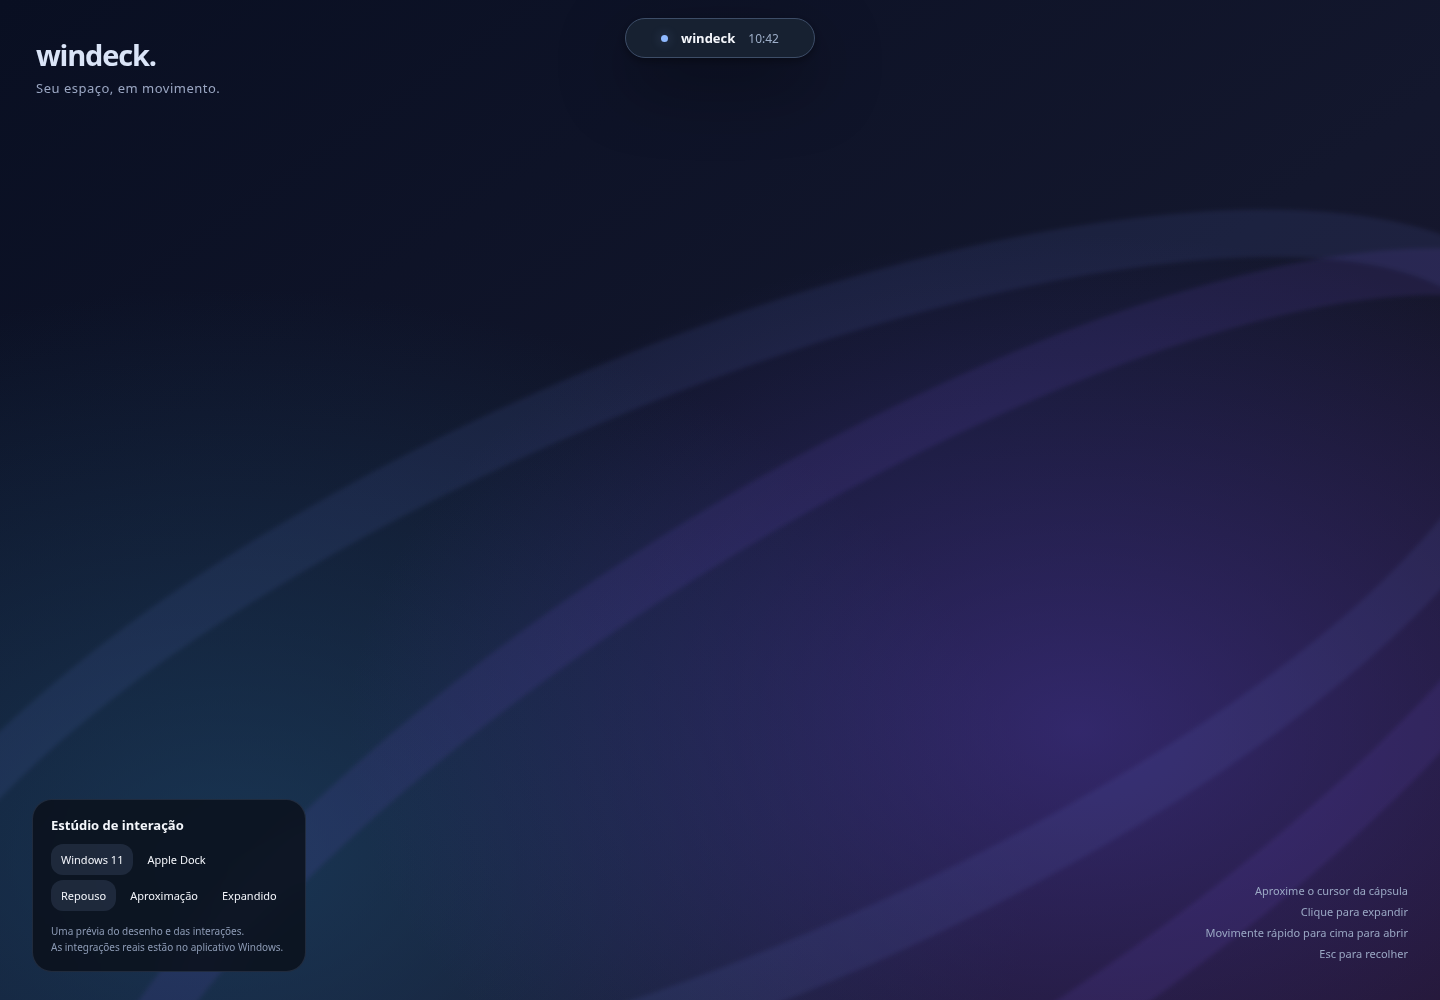 windeck.
Seu espaço, em movimento.
windeck 10:42
Estúdio de interação
Windows 11 Apple Dock
Repouso Aproximação Expandido
Uma prévia do desenho e das interações.
As integrações reais estão no aplicativo Windows.
Aproxime o cursor da cápsula
Clique para expandir
Movimente rápido para cima para abrir
Esc para recolher